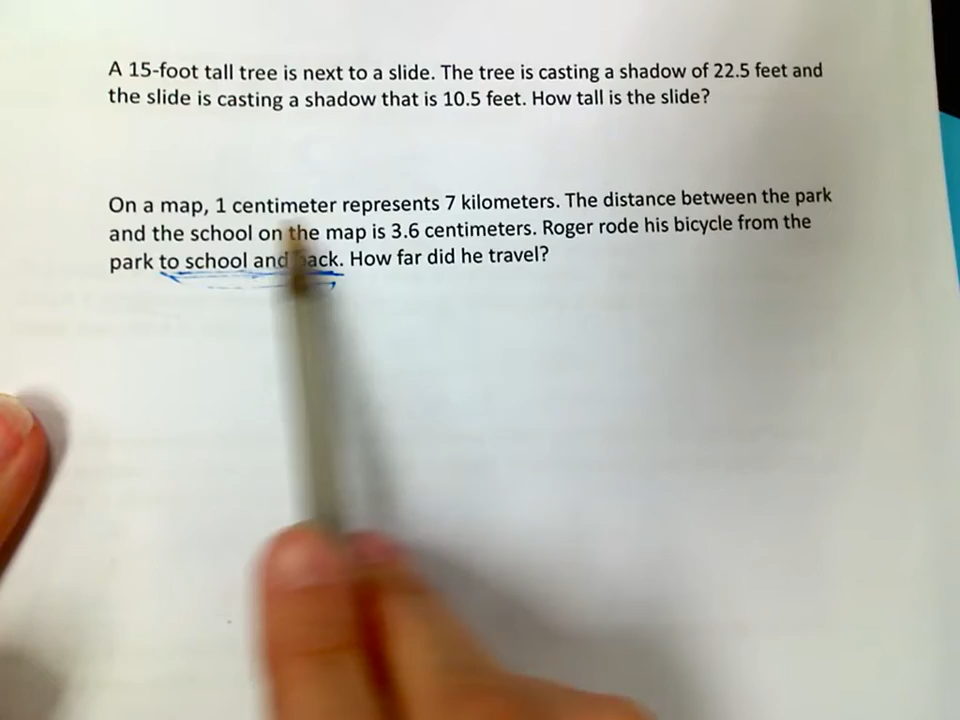 A 15-foot tall tree is next to a slide. The tree is casting a shadow of 22.5 feet and
the slide is casting a shadow that is 10.5 feet. How tall is the slide?
On a map, 1 centimeter represents 7 kilometers. The distance between the park
and the school on the map is 3.6 centimeters. Roger rode his bicycle from the
park to school and back. How far did he travel?